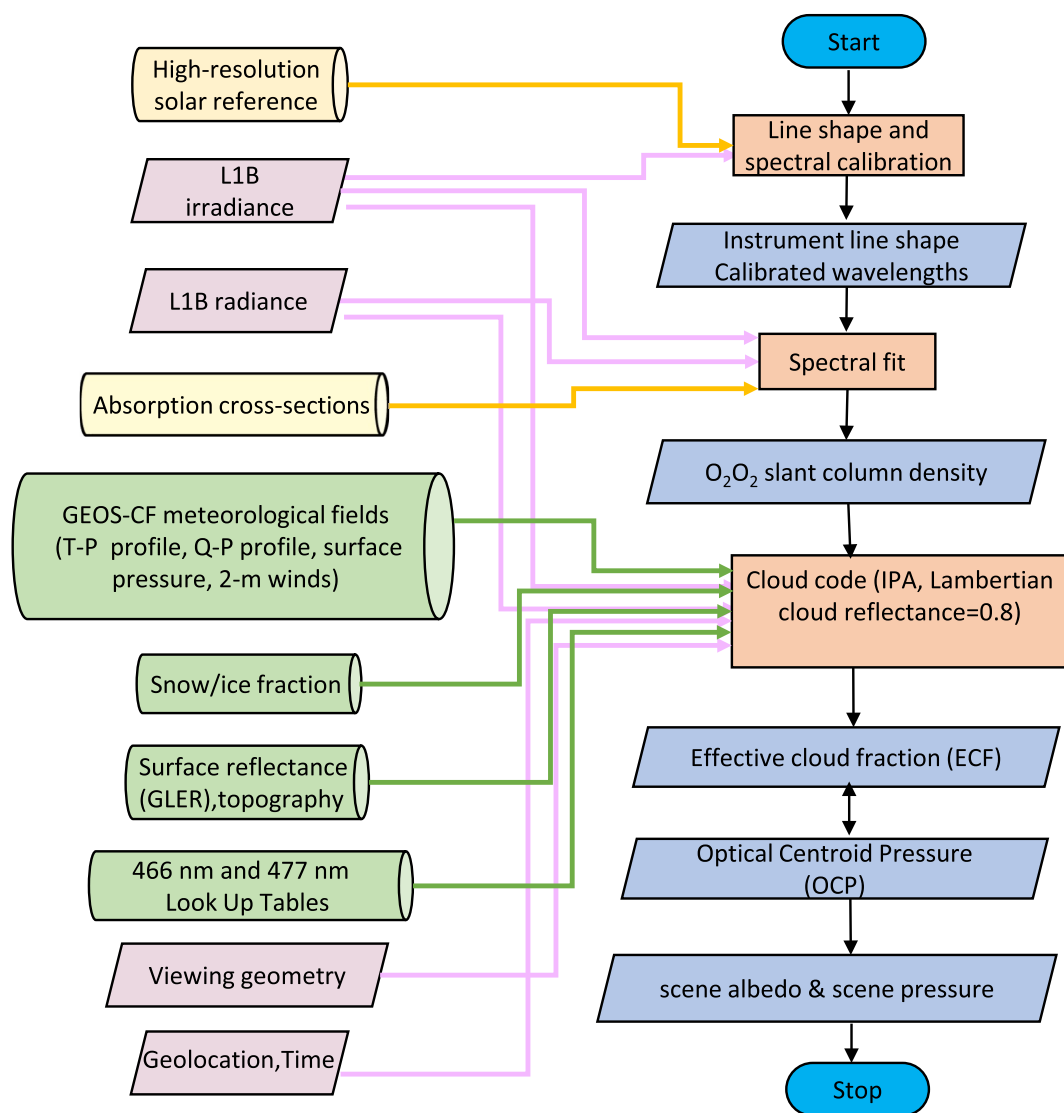 Start
High-resolution
solar reference
Line shape and
spectral calibration
L1B
irradiance
Instrument line shape
Calibrated wavelengths
L1B radiance
Spectral fit
Absorption cross-sections
O₂O₂ slant column density
GEOS-CF meteorological fields
(T-P profile, Q-P profile, surface
pressure, 2-m winds)
Cloud code (IPA, Lambertian
cloud reflectance=0.8)
Snow/ice fraction
Effective cloud fraction (ECF)
Surface reflectance
(GLER),topography
Optical Centroid Pressure
(OCP)
466 nm and 477 nm
Look Up Tables
Viewing geometry
scene albedo & scene pressure
Geolocation,Time
Stop